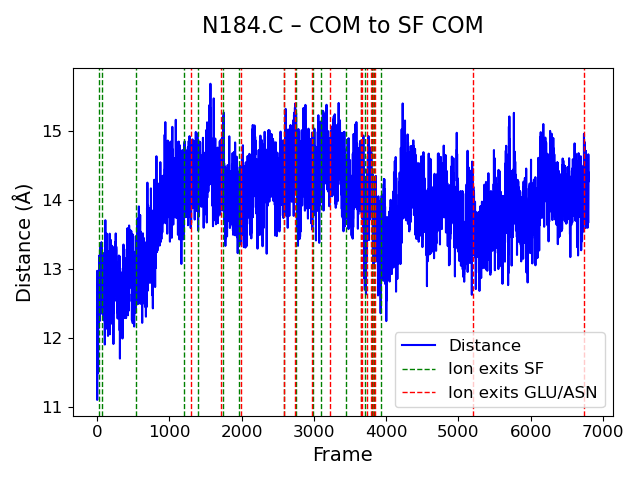 N184.C – COM to SF COM
Distance (Å)
15
14
13
12
11
Distance
Ion exits SF
Ion exits GLU/ASN
0 1000 2000 3000 4000 5000 6000 7000
Frame